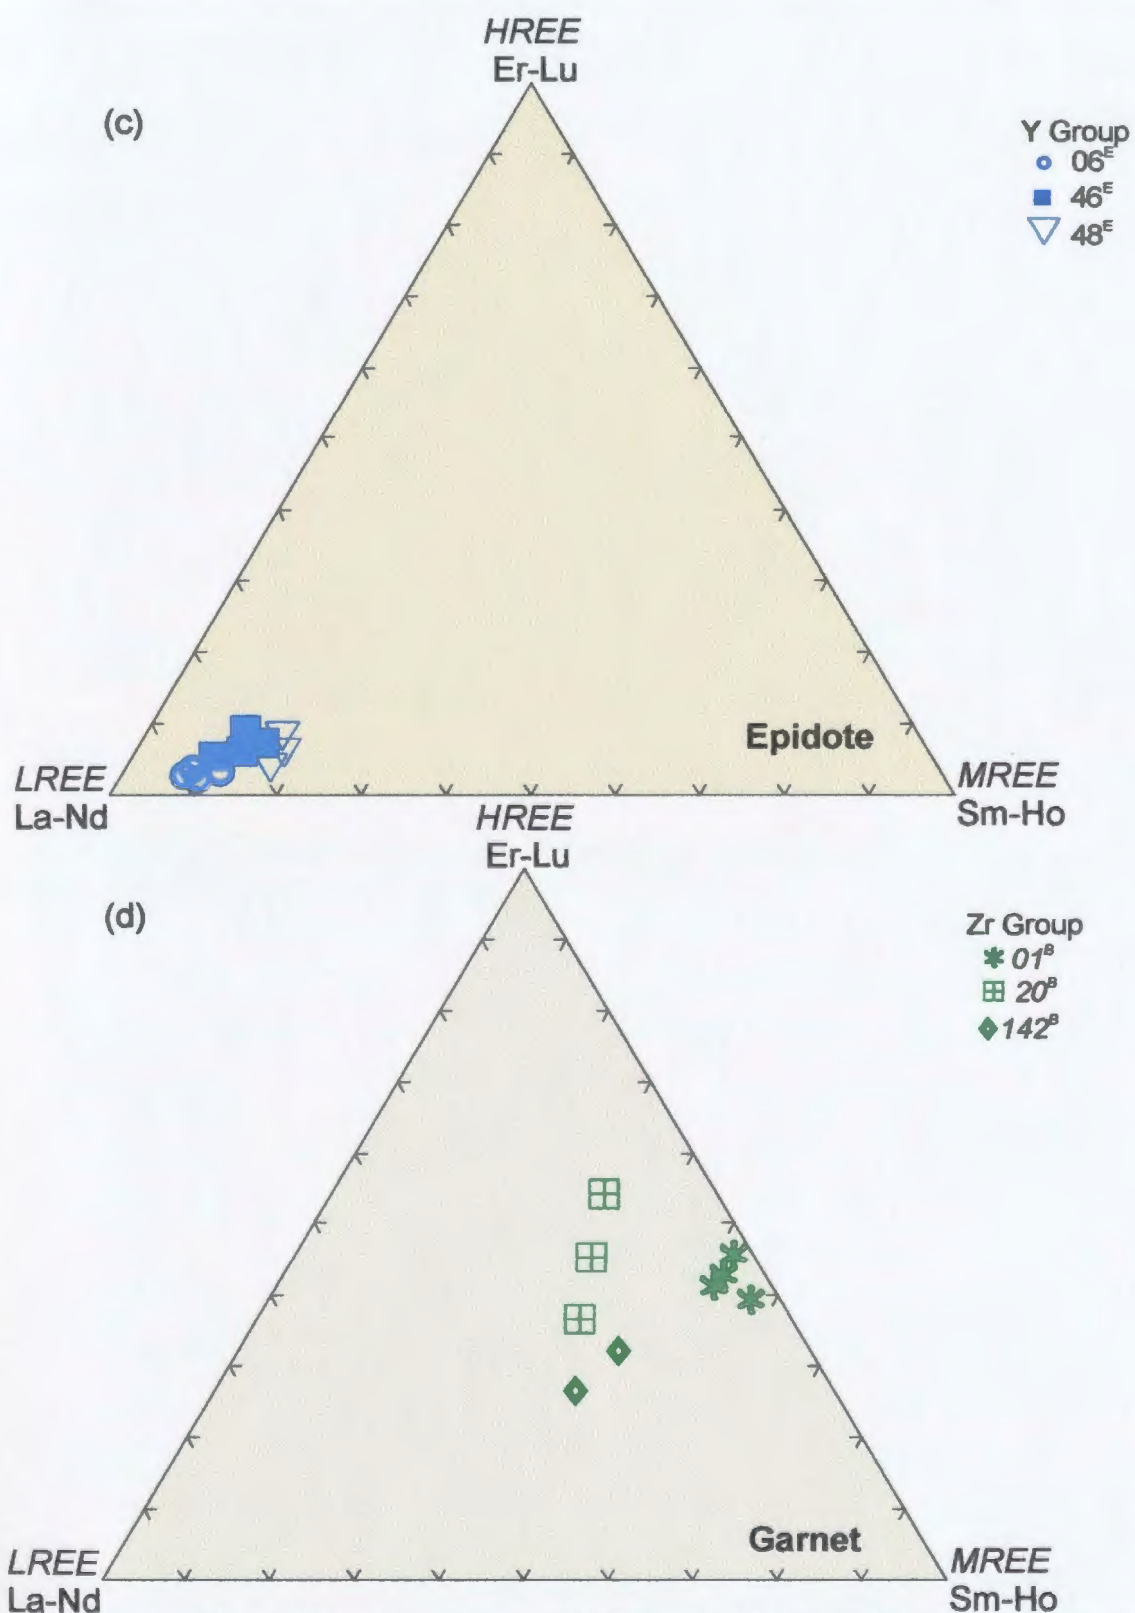 HREE
Er-Lu
(c)
Y Group
06ᴱ
46ᴱ
48ᴱ
Epidote
LREE
La-Nd
MREE
Sm-Ho
HREE
Er-Lu
(d)
Zr Group
01ᴮ
20ᴮ
142ᴮ
Garnet
LREE
La-Nd
MREE
Sm-Ho